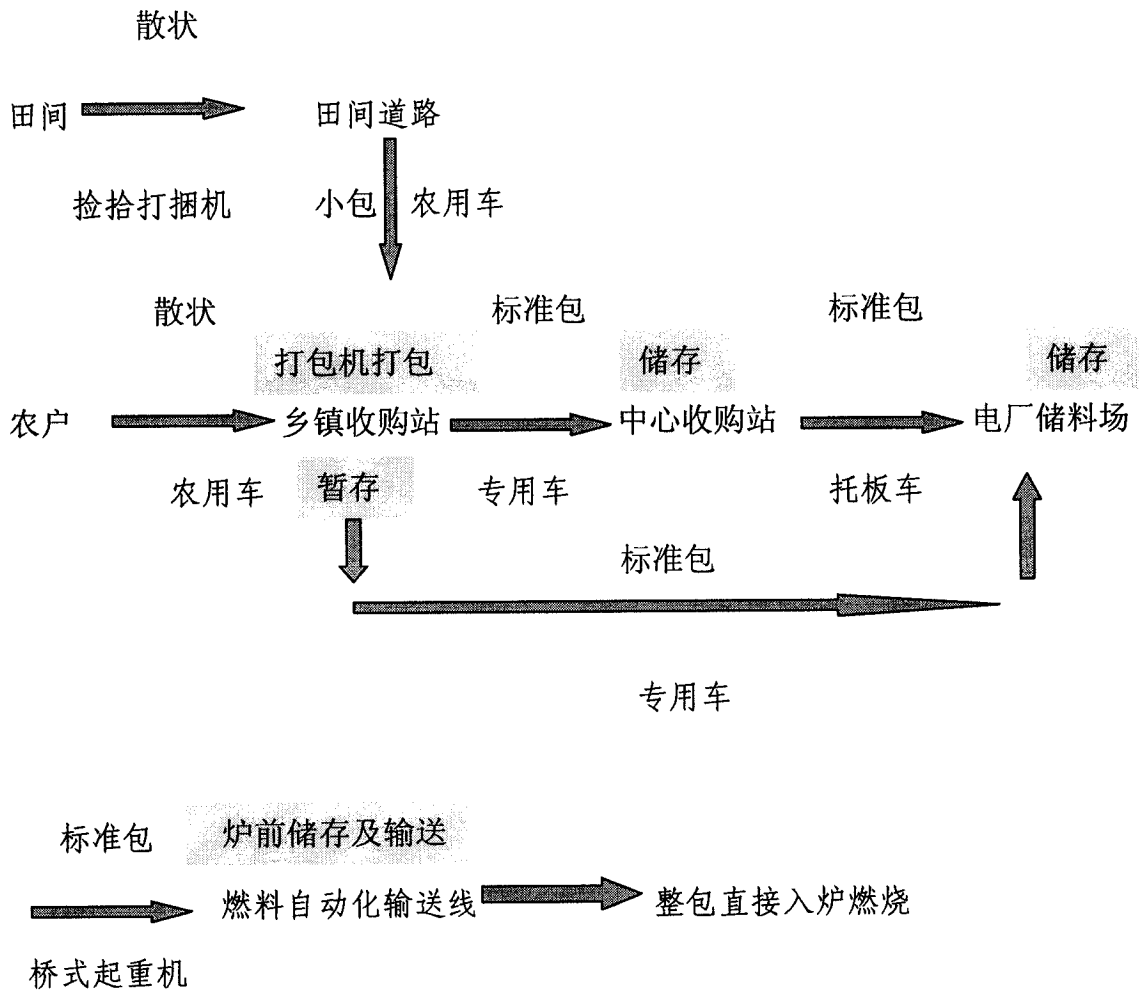 散状
田间 田间道路
捡拾打捆机 小包 农用车
散状 标准包 标准包
打包机打包 储存 储存
农户 乡镇收购站 中心收购站 电厂储料场
农用车 暂存 专用车 托板车
标准包
专用车
标准包 炉前储存及输送
燃料自动化输送线 整包直接入炉燃烧
桥式起重机